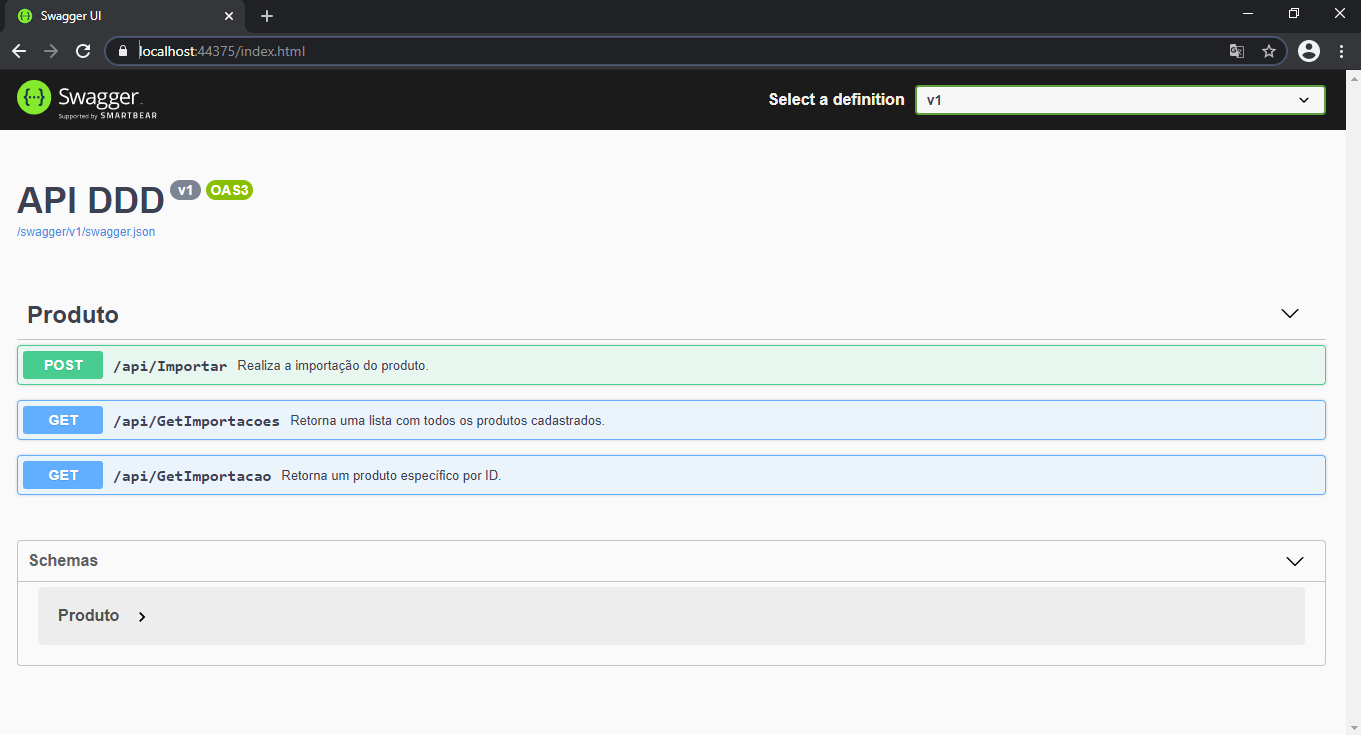 Swagger UI
localhost:44375/index.html
Swagger
Supported by SMARTBEAR
Select a definition
v1
API DDD v1 OAS3
/swagger/v1/swagger.json
Produto
POST /api/Importar Realiza a importação do produto.
GET /api/GetImportacoes Retorna uma lista com todos os produtos cadastrados.
GET /api/GetImportacao Retorna um produto específico por ID.
Schemas
Produto